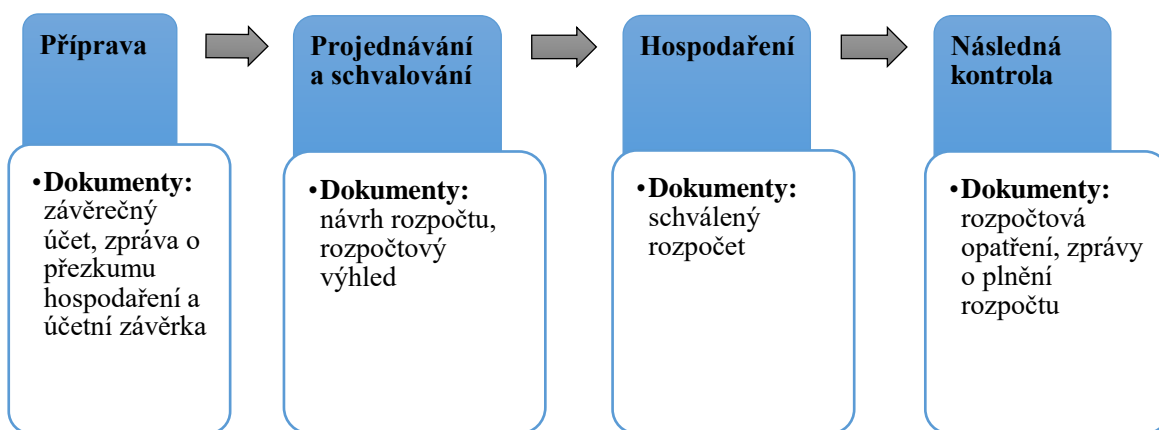 Příprava
•Dokumenty:
závěrečný
účet, zpráva o
přezkumu
hospodaření a
účetní závěrka
Projednávání
a schvalování
•Dokumenty:
návrh rozpočtu,
rozpočtový
výhled
Hospodaření
•Dokumenty:
schválený
rozpočet
Následná
kontrola
•Dokumenty:
rozpočtová
opatření, zprávy
o plnění
rozpočtu